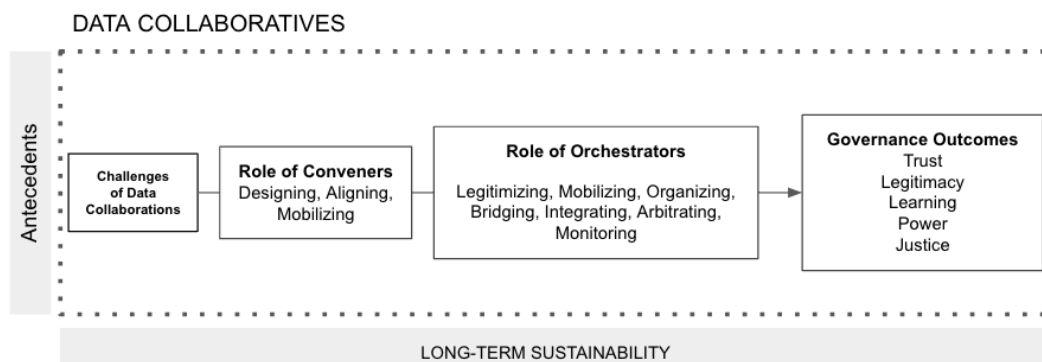 DATA COLLABORATIVES
Antecedents
Challenges
of Data
Collaborations
Role of Conveners
Designing, Aligning,
Mobilizing
Role of Orchestrators
Legitimizing, Mobilizing, Organizing,
Bridging, Integrating, Arbitrating,
Monitoring
Governance Outcomes
Trust
Legitimacy
Learning
Power
Justice
LONG-TERM SUSTAINABILITY